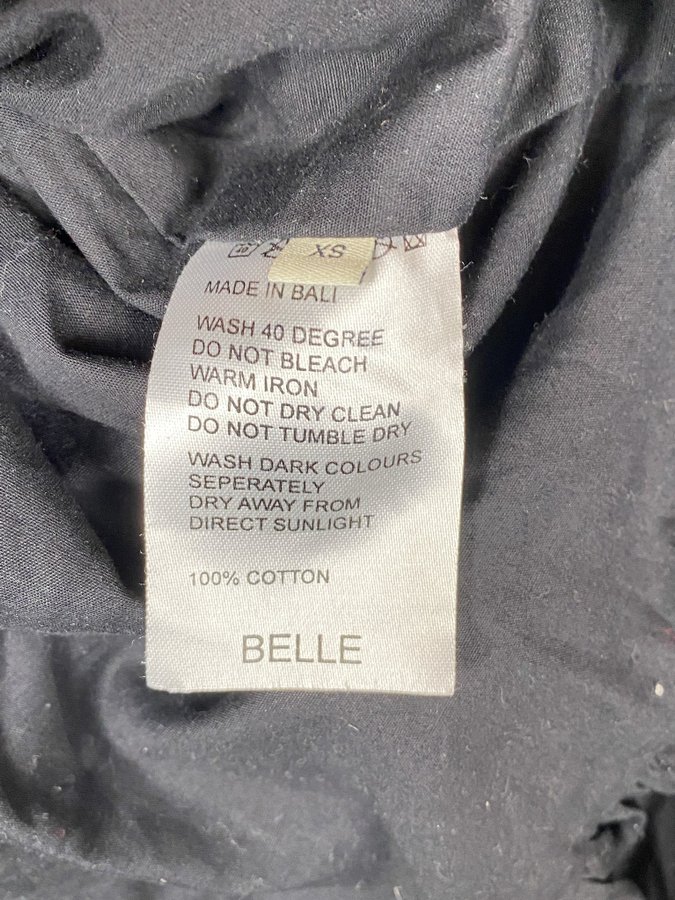 XS
MADE IN BALI
WASH 40 DEGREE
DO NOT BLEACH
WARM IRON
DO NOT DRY CLEAN
DO NOT TUMBLE DRY
WASH DARK COLOURS
SEPERATELY
DRY AWAY FROM
DIRECT SUNLIGHT
100% COTTON
BELLE